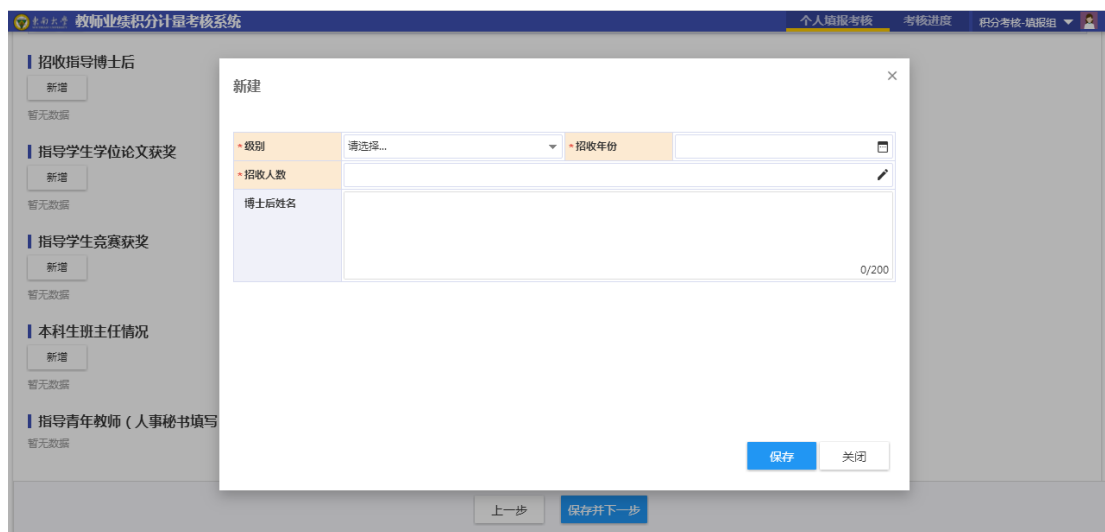 東南大學 教师业绩积分计量考核系统 个人填报考核 考核进度 积分考核-填报组
招收指导博士后
新增
暂无数据
指导学生学位论文获奖
新增
暂无数据
指导学生竞赛获奖
新增
暂无数据
本科生班主任情况
新增
暂无数据
指导青年教师（人事秘书填写
暂无数据
新建 ×
*级别 请选择... *招收年份
*招收人数
博士后姓名
0/200
保存 关闭
上一步 保存并下一步